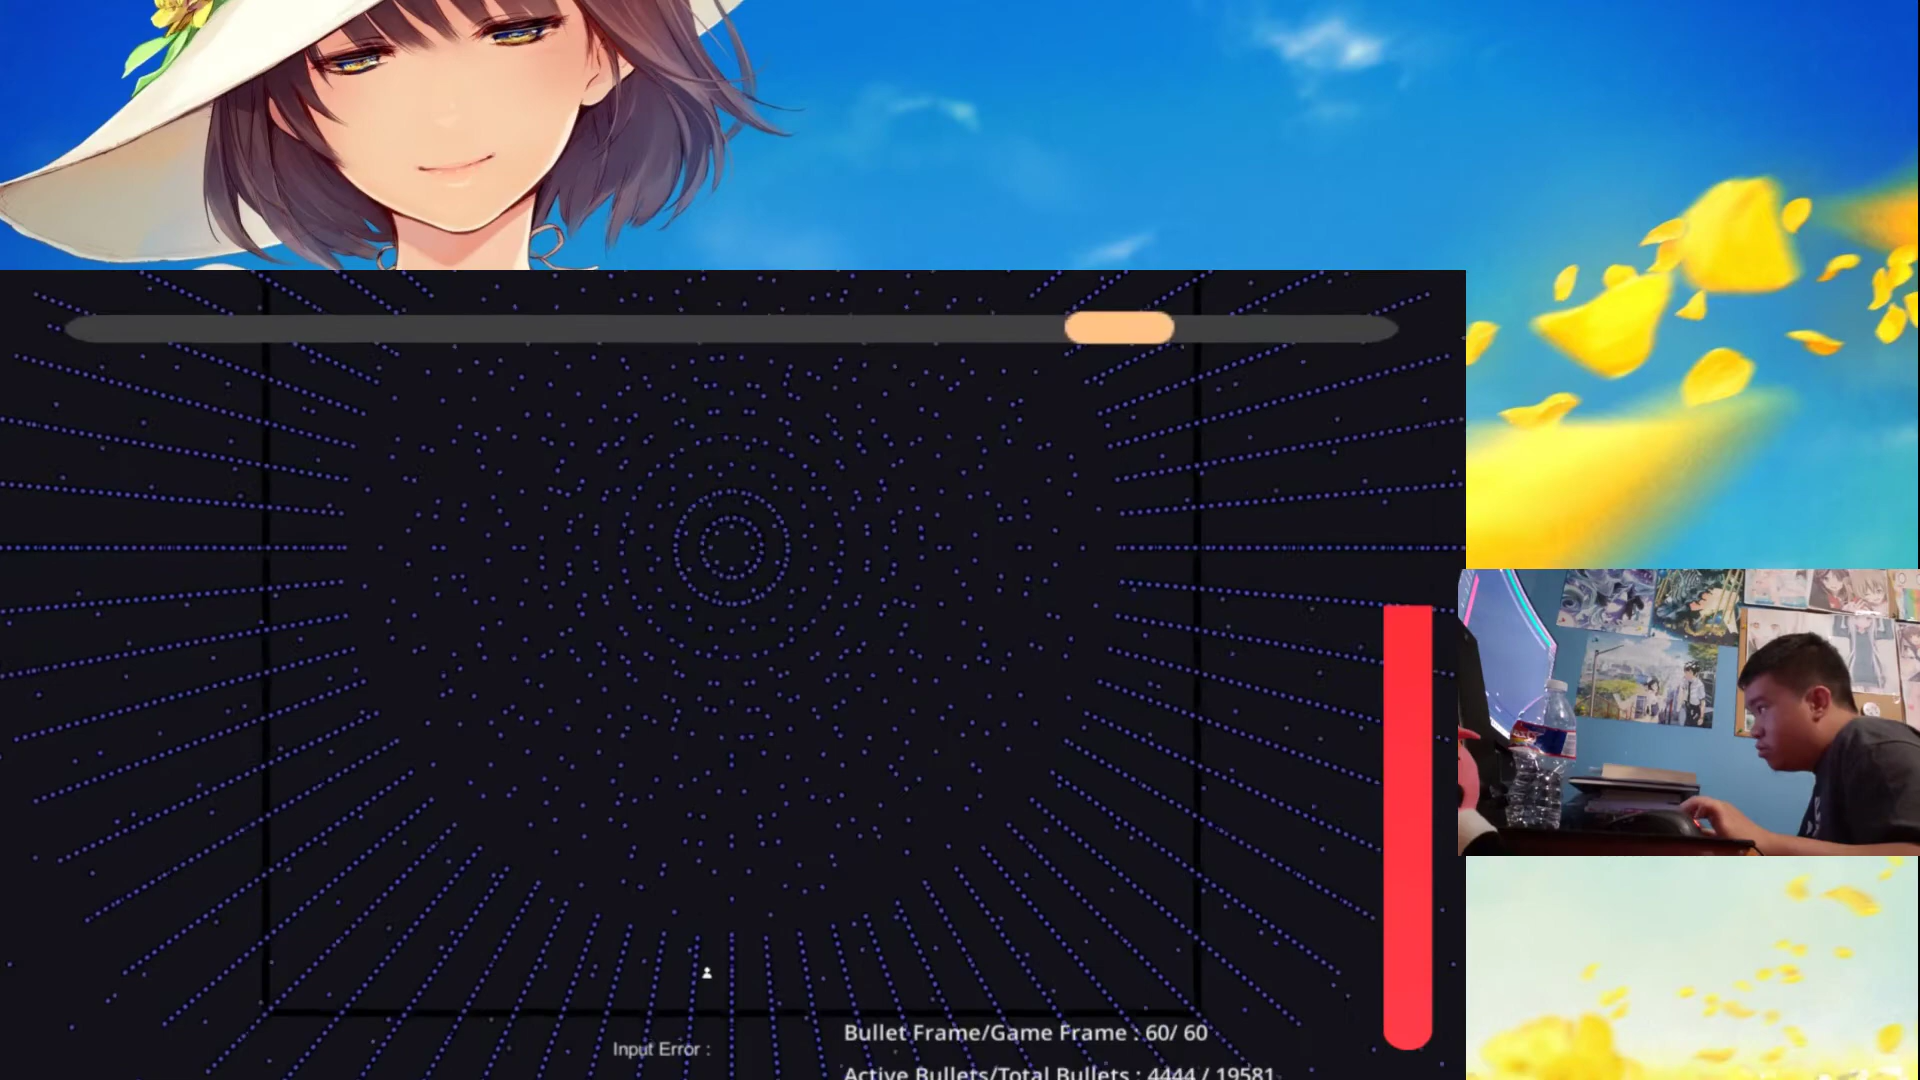 Bullet Frame/Game Frame : 60/ 60
Input Error :
Active Bullets/Total Bullets : 4444 / 19581